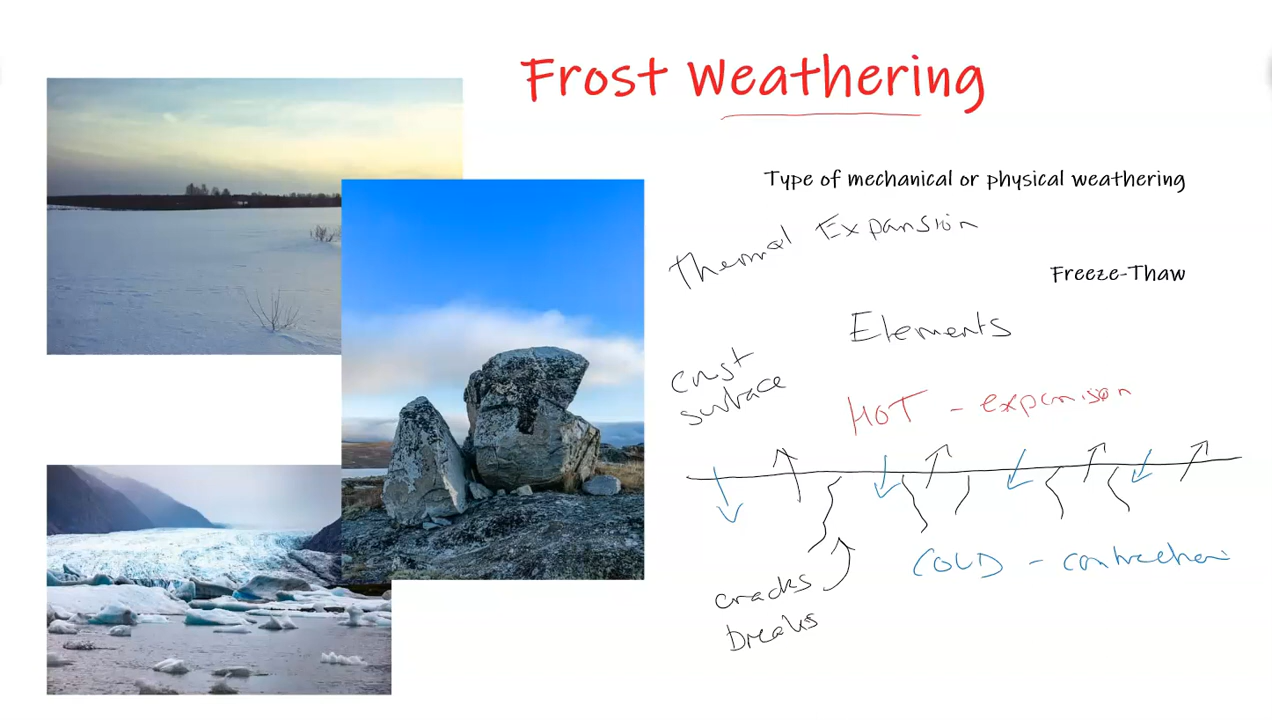 Frost Weathering
Type of mechanical or physical weathering
Thermal Expansion
Freeze-Thaw
Elements
Crust
surface
HOT - expansion
COLD - contraction
cracks
breaks